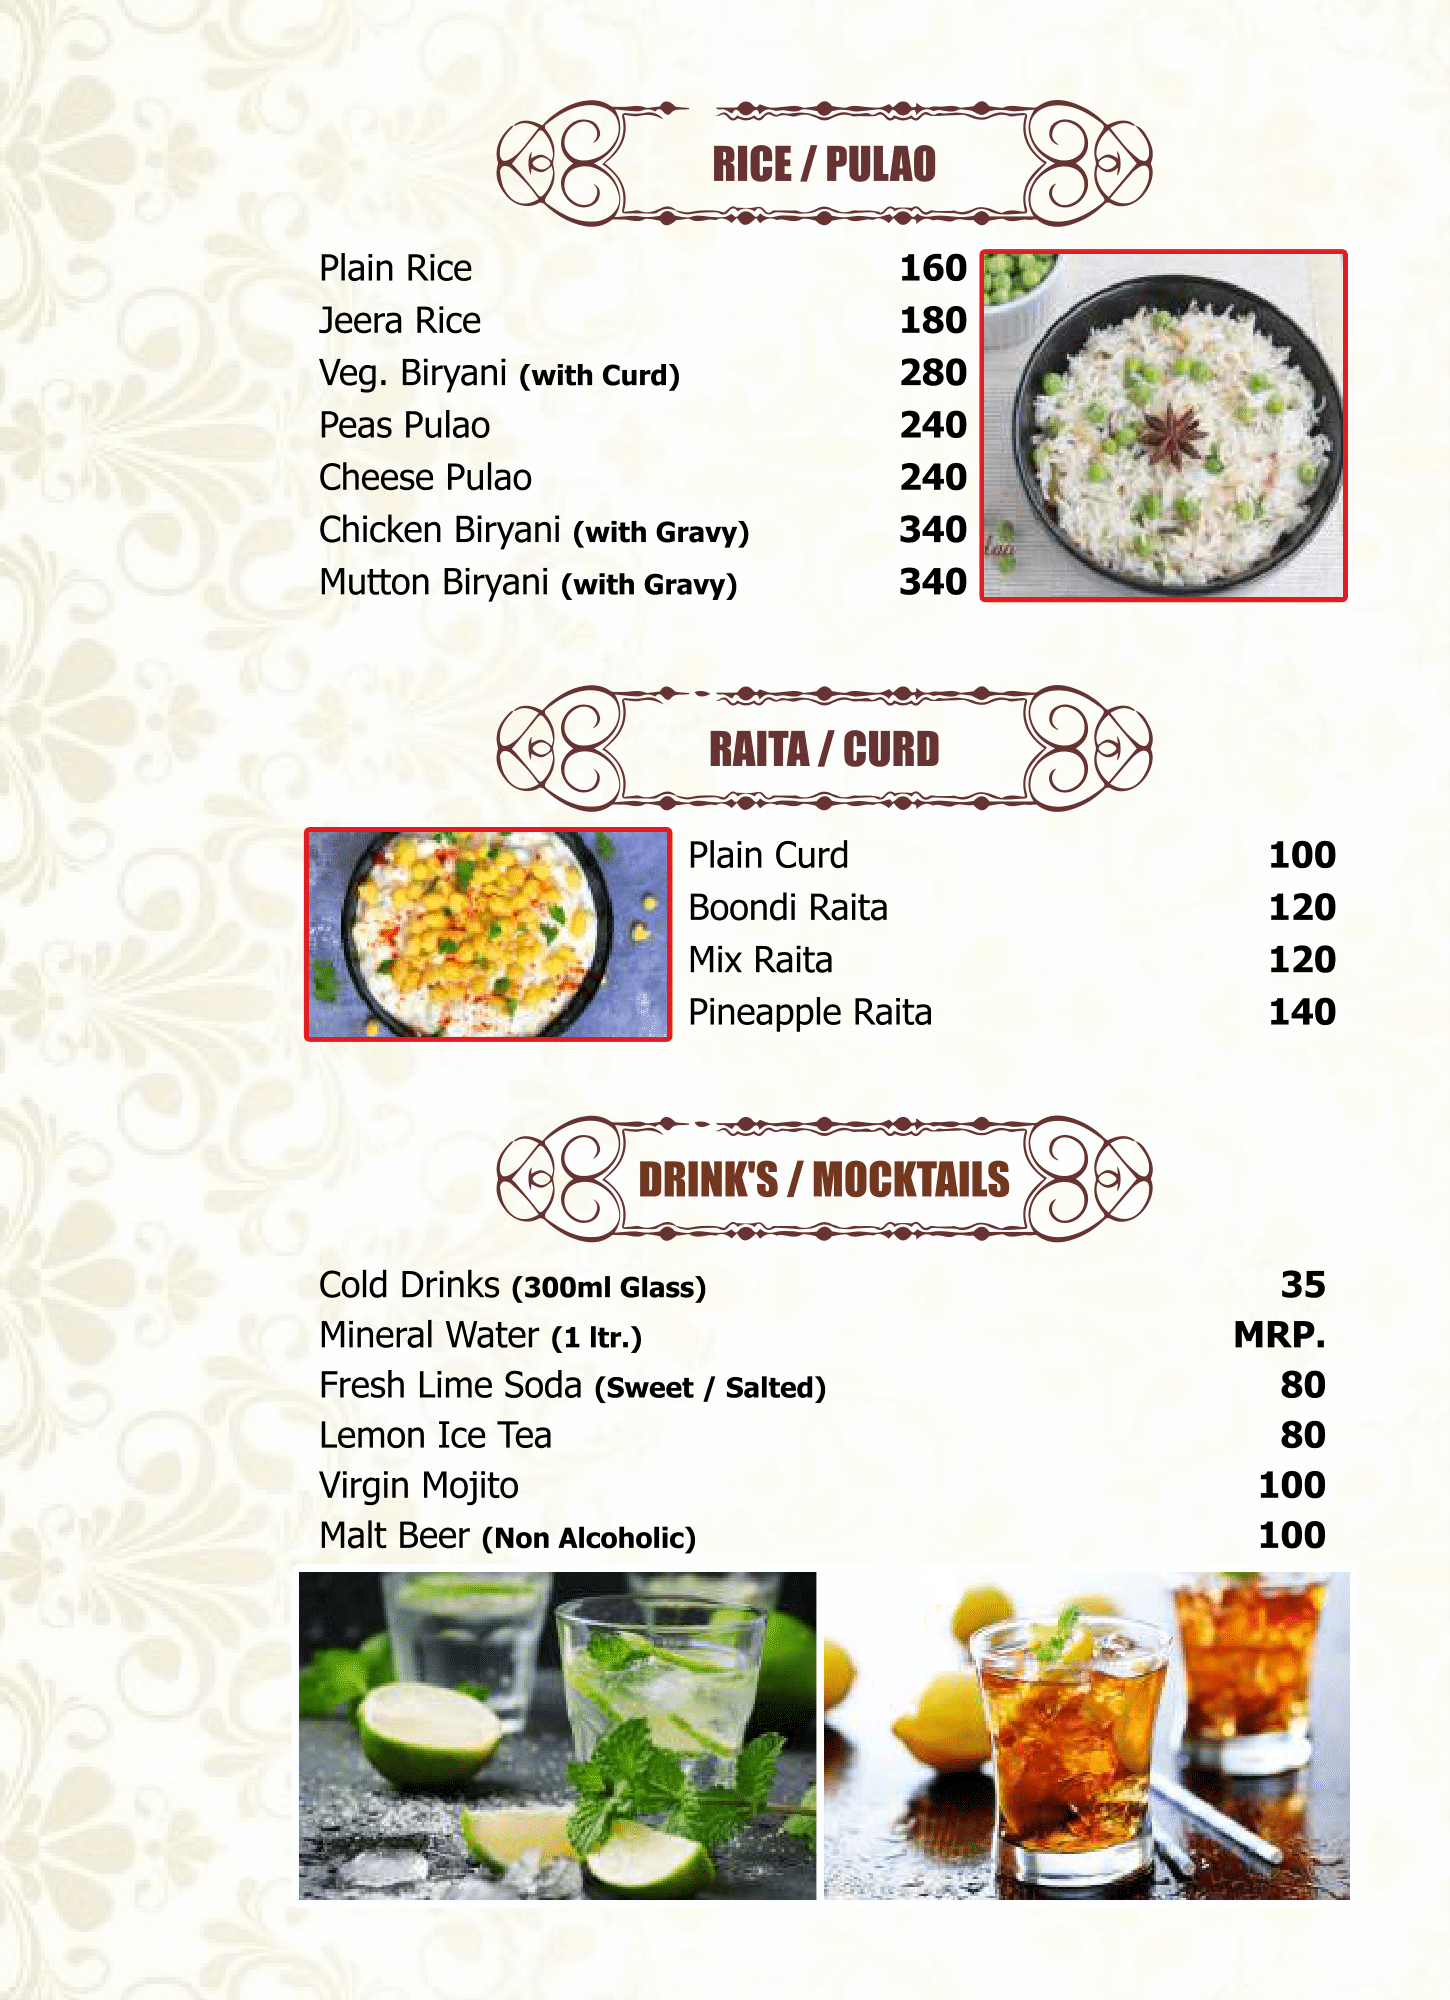 RICE / PULAO
Plain Rice 160
Jeera Rice 180
Veg. Biryani (with Curd) 280
Peas Pulao 240
Cheese Pulao 240
Chicken Biryani (with Gravy) 340
Mutton Biryani (with Gravy) 340
RAITA / CURD
Plain Curd 100
Boondi Raita 120
Mix Raita 120
Pineapple Raita 140
DRINK'S / MOCKTAILS
Cold Drinks (300ml Glass) 35
Mineral Water (1 ltr.) MRP.
Fresh Lime Soda (Sweet / Salted) 80
Lemon Ice Tea 80
Virgin Mojito 100
Malt Beer (Non Alcoholic) 100